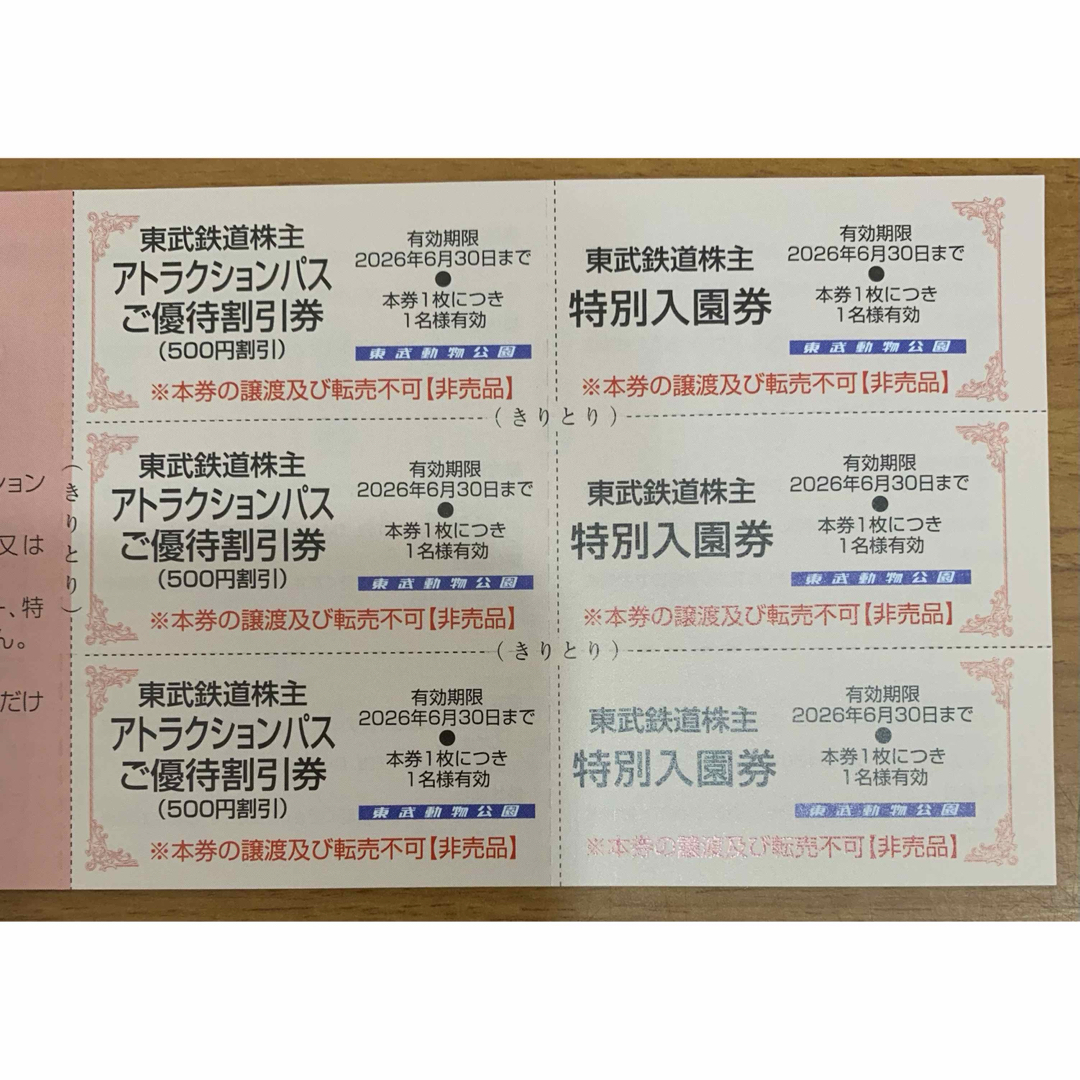 ション
又は
、特
ん。
だけ
(きりとり)
東武鉄道株主
アトラクションパス
ご優待割引券
(500円割引)
有効期限
2026年6月30日まで
●
本券1枚につき
1名様有効
東武動物公園
※本券の譲渡及び転売不可【非売品】
東武鉄道株主
特別入園券
有効期限
2026年6月30日まで
●
本券1枚につき
1名様有効
東武動物公園
※本券の譲渡及び転売不可【非売品】
(きりとり)
東武鉄道株主
アトラクションパス
ご優待割引券
(500円割引)
有効期限
2026年6月30日まで
●
本券1枚につき
1名様有効
東武動物公園
※本券の譲渡及び転売不可【非売品】
東武鉄道株主
特別入園券
有効期限
2026年6月30日まで
●
本券1枚につき
1名様有効
東武動物公園
※本券の譲渡及び転売不可【非売品】
(きりとり)
東武鉄道株主
アトラクションパス
ご優待割引券
(500円割引)
有効期限
2026年6月30日まで
●
本券1枚につき
1名様有効
東武動物公園
※本券の譲渡及び転売不可【非売品】
東武鉄道株主
特別入園券
有効期限
2026年6月30日まで
●
本券1枚につき
1名様有効
東武動物公園
※本券の譲渡及び転売不可【非売品】